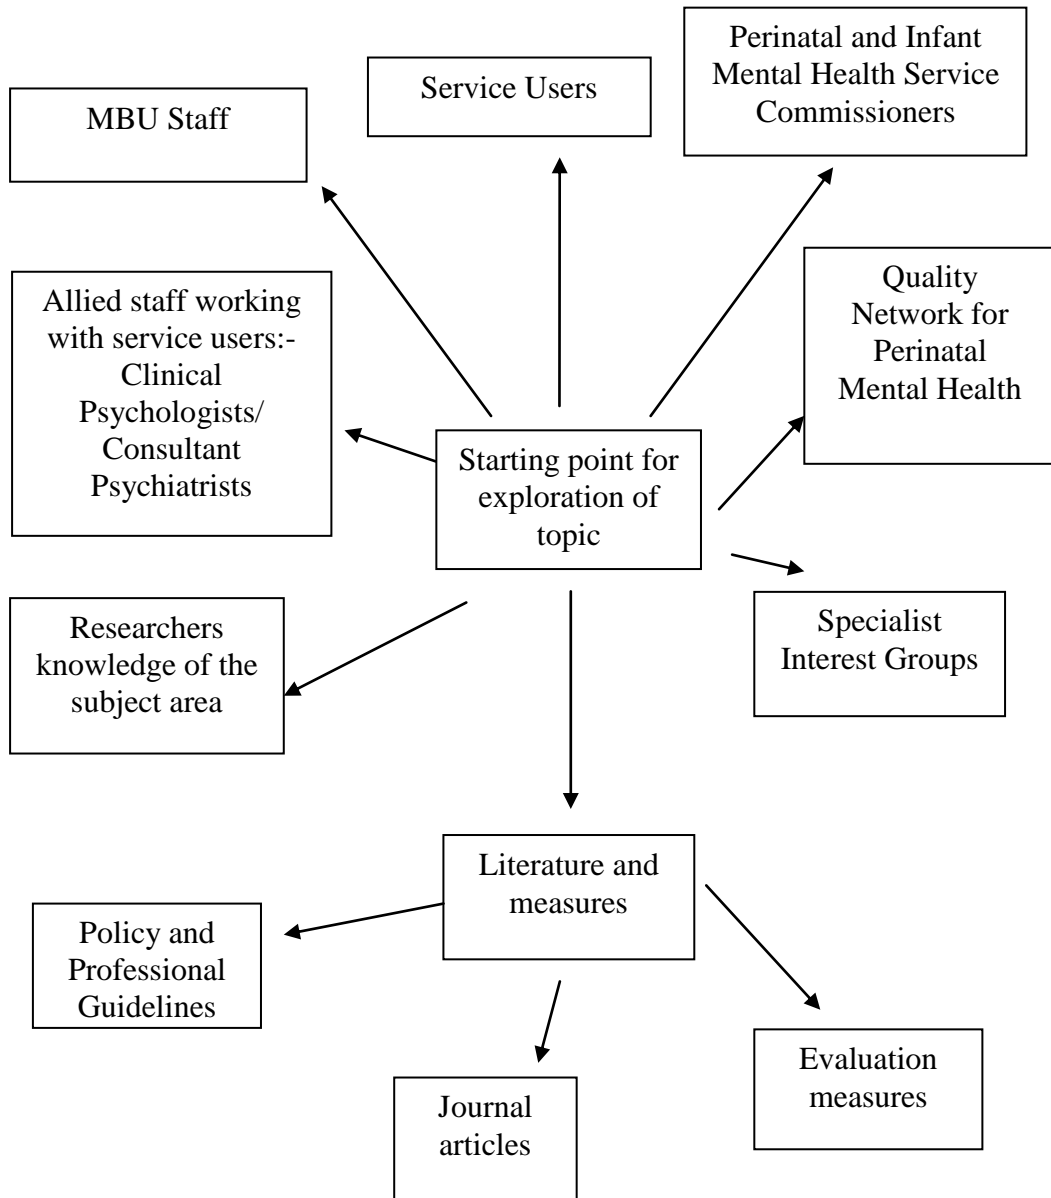 Perinatal and Infant
Mental Health Service
Commissioners
Service Users
MBU Staff
Quality
Network for
Perinatal
Mental Health
Allied staff working
with service users:-
Clinical
Psychologists/
Consultant
Psychiatrists
Starting point for
exploration of
topic
Researchers
knowledge of the
subject area
Specialist
Interest Groups
Literature and
measures
Policy and
Professional
Guidelines
Evaluation
measures
Journal
articles